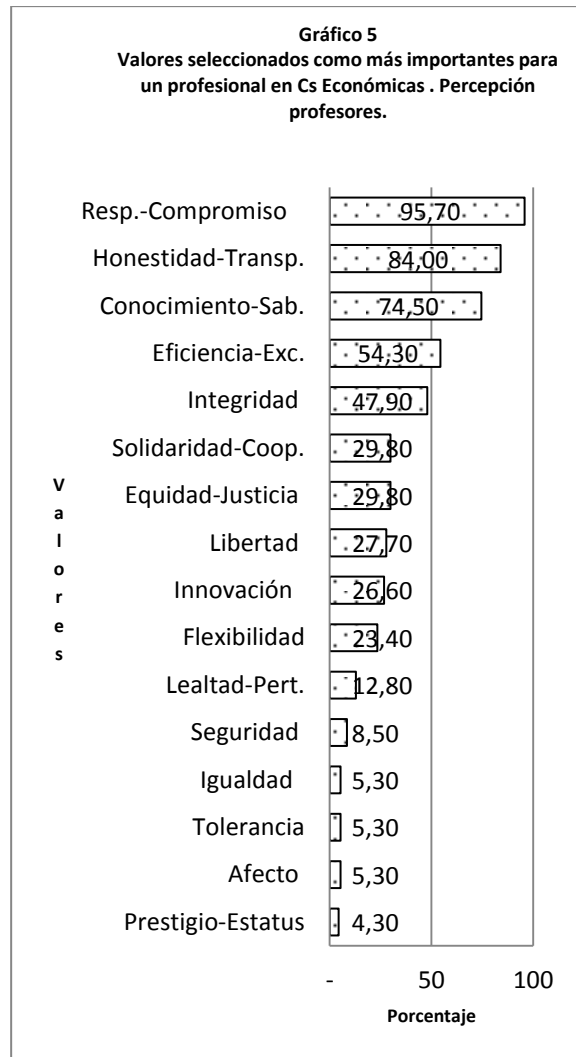 Gráfico 5
Valores seleccionados como más importantes para
un profesional en Cs Económicas . Percepción
profesores.
Resp.-Compromiso 95,70
Honestidad-Transp. 84,00
Conocimiento-Sab. 74,50
Eficiencia-Exc. 54,30
Integridad 47,90
Solidaridad-Coop. 29,80
Equidad-Justicia 29,80
Libertad 27,70
Innovación 26,60
Flexibilidad 23,40
Lealtad-Pert. 12,80
Seguridad 8,50
Igualdad 5,30
Tolerancia 5,30
Afecto 5,30
Prestigio-Estatus 4,30
Valores
- 50 100
Porcentaje